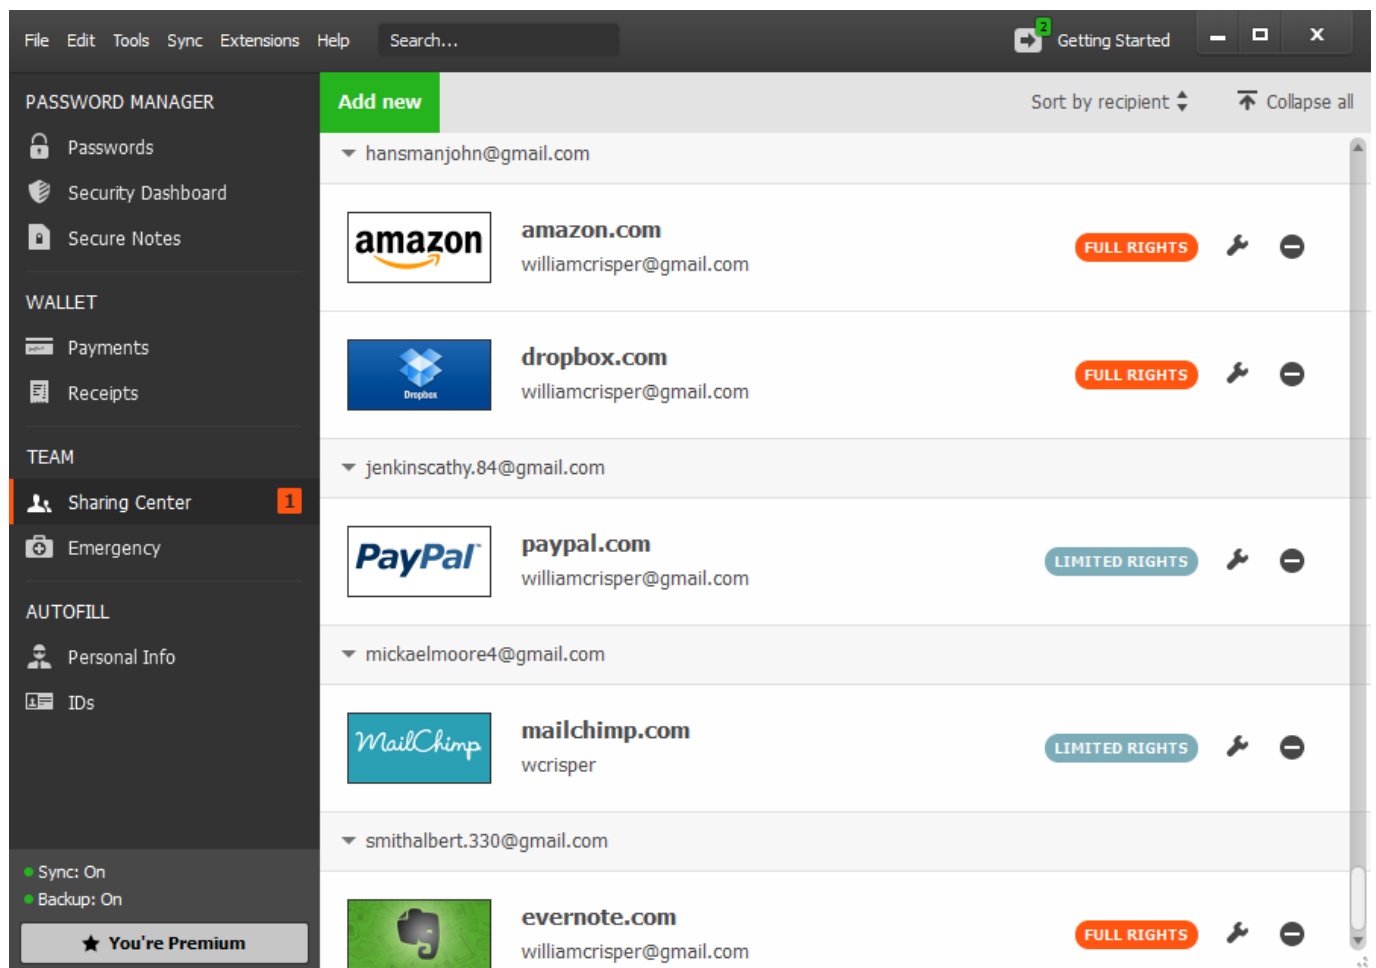 File Edit Tools Sync Extensions Help Search... 2 Getting Started X
PASSWORD MANAGER
Passwords
Security Dashboard
Secure Notes
WALLET
Payments
Receipts
TEAM
Sharing Center 1
Emergency
AUTOFILL
Personal Info
IDs
Sync: On
Backup: On
You're Premium
Add new Sort by recipient Collapse all
hansmanjohn@gmail.com
amazon
amazon.com
williamcrisper@gmail.com
FULL RIGHTS
Dropbox
dropbox.com
williamcrisper@gmail.com
FULL RIGHTS
jenkinscathy.84@gmail.com
PayPal
paypal.com
williamcrisper@gmail.com
LIMITED RIGHTS
mickaelmoore4@gmail.com
MailChimp
mailchimp.com
wcrisper
LIMITED RIGHTS
smithalbert.330@gmail.com
evernote.com
williamcrisper@gmail.com
FULL RIGHTS